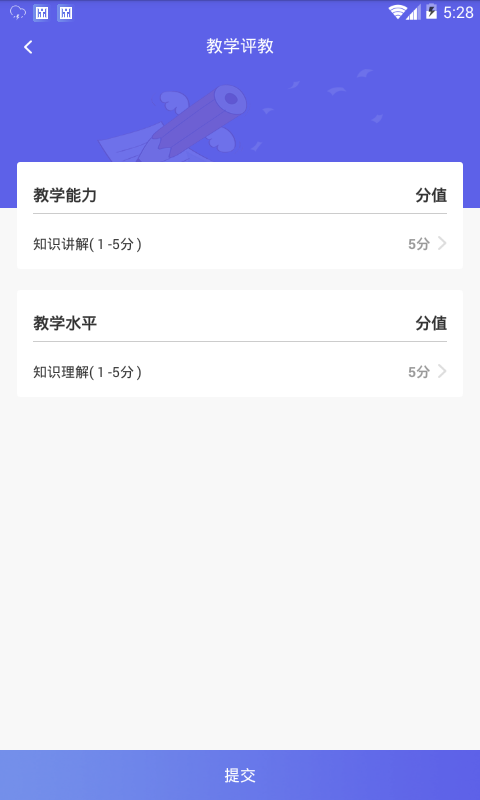 5:28
教学评教
教学能力 分值
知识讲解( 1 -5分 ) 5分
教学水平 分值
知识理解( 1 -5分 ) 5分
提交